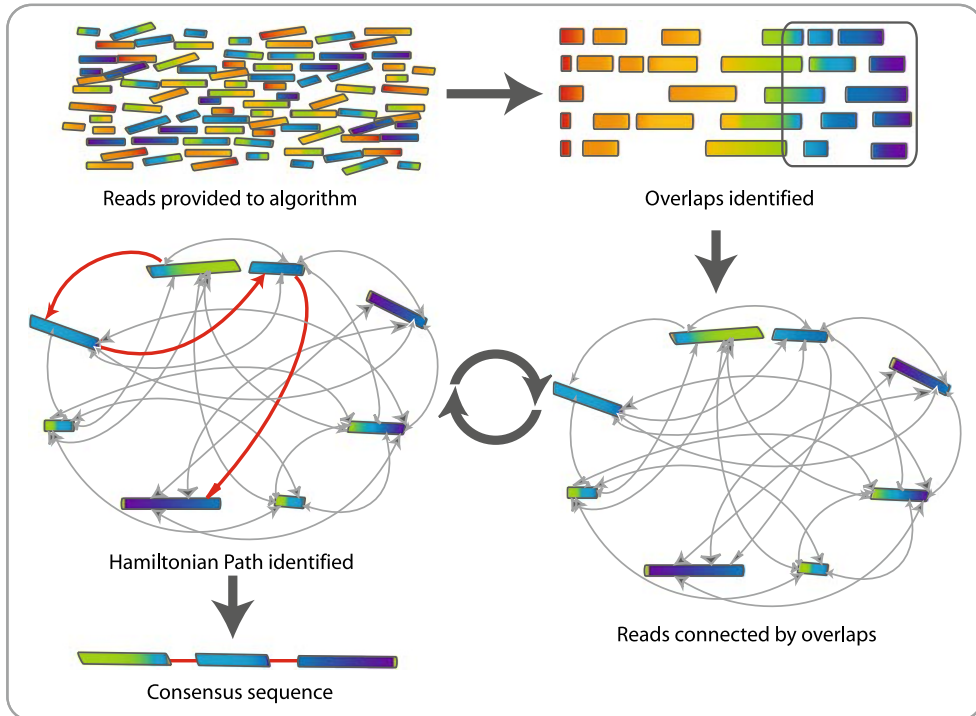 Reads provided to algorithm
Overlaps identified
Hamiltonian Path identified
Reads connected by overlaps
Consensus sequence